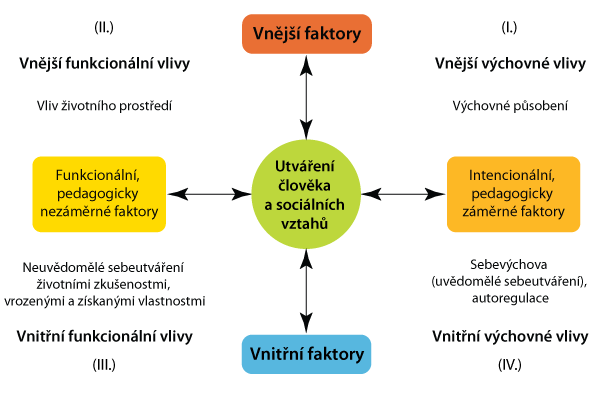 (II.)
Vnější faktory
(I.)
Vnější funkcionální vlivy
Vnější výchovné vlivy
Vliv životního prostředí
Výchovné působení
Funkcionální,
pedagogicky
nezáměrné faktory
Utváření
člověka
a sociálních
vztahů
Intencionální,
pedagogicky
záměrné faktory
Neuvědomělé sebeutváření
životními zkušenostmi,
vrozenými a získanými vlastnostmi
Sebevýchova
(uvědomělé sebeutváření),
autoregulace
Vnitřní funkcionální vlivy
Vnitřní faktory
Vnitřní výchovné vlivy
(III.)
(IV.)